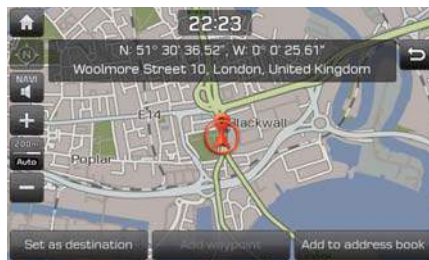 22:23
N: 51° 30' 36.52", W: 0° 0' 25.61"
Woolmore Street 10, London, United Kingdom
N
NAVI
E14
Blackwall
200m
Auto
Poplar
Set as destination
Add waypoint
Add to address book